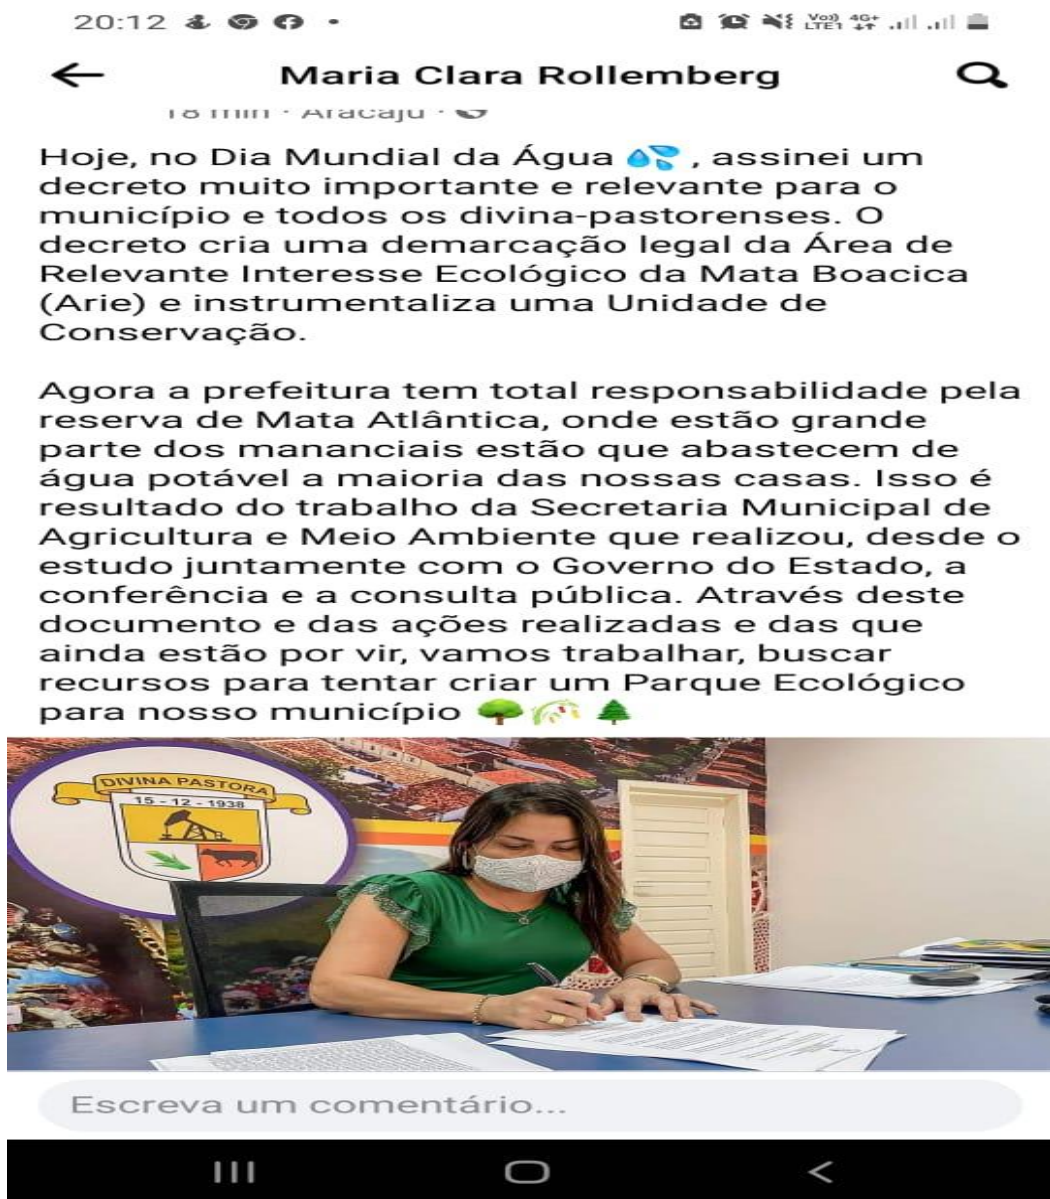 20:12
Voo) 4G+
LTE1
Maria Clara Rollemberg
18 min · Aracaju ·
Hoje, no Dia Mundial da Água 💦 , assinei um
decreto muito importante e relevante para o
município e todos os divina-pastorenses. O
decreto cria uma demarcação legal da Área de
Relevante Interesse Ecológico da Mata Boacica
(Arie) e instrumentaliza uma Unidade de
Conservação.
Agora a prefeitura tem total responsabilidade pela
reserva de Mata Atlântica, onde estão grande
parte dos mananciais estão que abastecem de
água potável a maioria das nossas casas. Isso é
resultado do trabalho da Secretaria Municipal de
Agricultura e Meio Ambiente que realizou, desde o
estudo juntamente com o Governo do Estado, a
conferência e a consulta pública. Através deste
documento e das ações realizadas e das que
ainda estão por vir, vamos trabalhar, buscar
recursos para tentar criar um Parque Ecológico
para nosso município 🌳🎋🌲
DIVINA PASTORA
15 - 12 - 1938
Escreva um comentário...